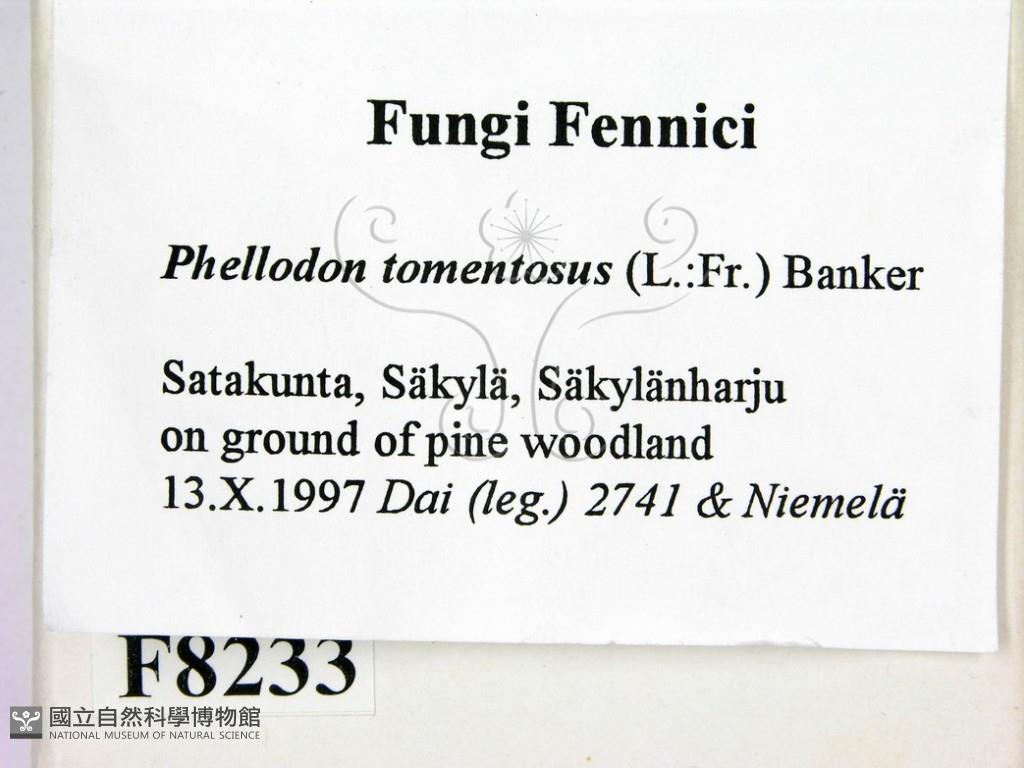 Fungi Fennici
Phellodon tomentosus (L.:Fr.) Banker
Satakunta, Säkylä, Säkylänharju
on ground of pine woodland
13.X.1997 Dai (leg.) 2741 & Niemelä
F8233
國立自然科學博物館
NATIONAL MUSEUM OF NATURAL SCIENCE